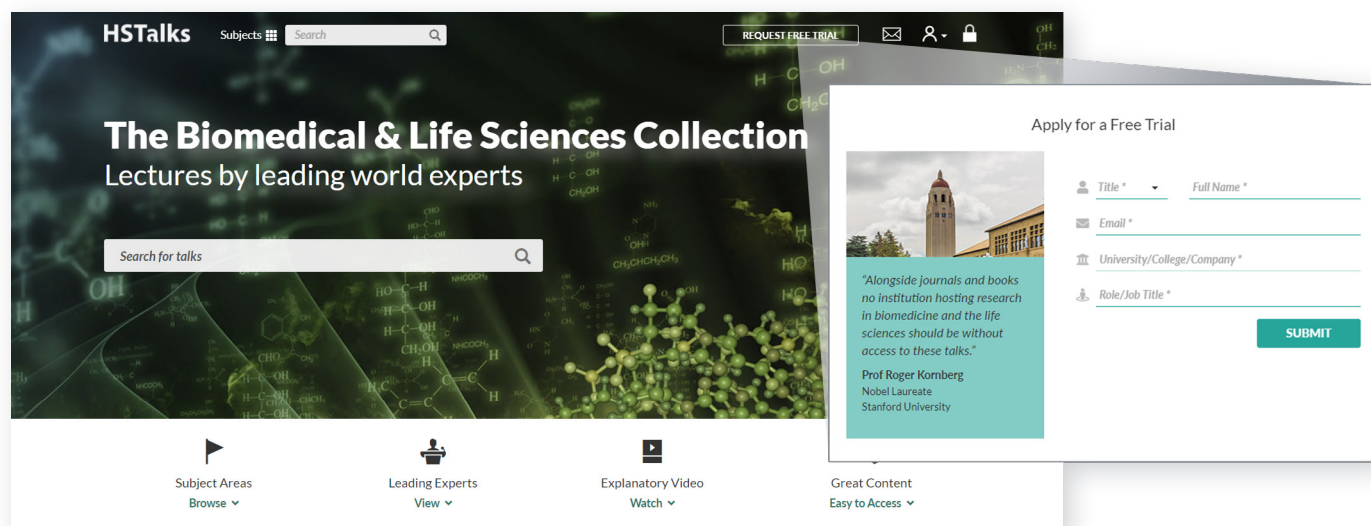 HSTalks
Subjects
Search
REQUEST FREE TRIAL
The Biomedical & Life Sciences Collection
Lectures by leading world experts
Search for talks
Subject Areas
Browse
Leading Experts
View
Explanatory Video
Watch
Great Content
Easy to Access
Apply for a Free Trial
"Alongside journals and books
no institution hosting research
in biomedicine and the life
sciences should be without
access to these talks."
Prof Roger Kornberg
Nobel Laureate
Stanford University
Title *
Full Name *
Email *
University/College/Company *
Role/Job Title *
SUBMIT